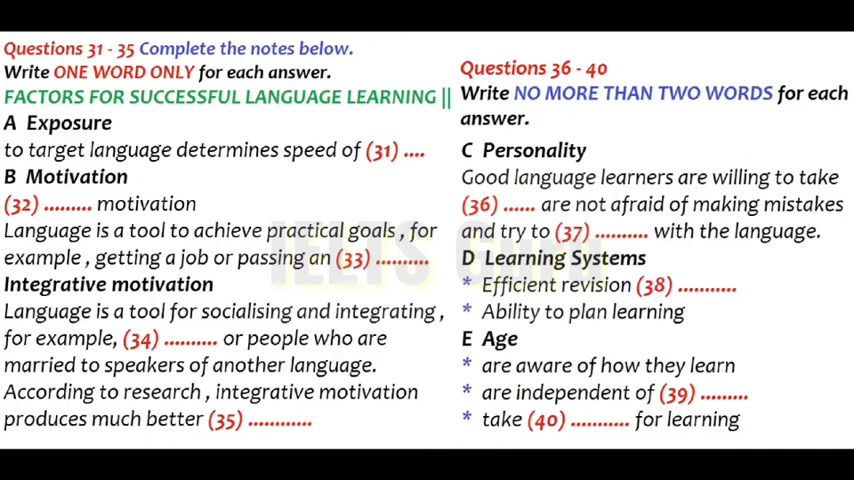 Questions 31 - 35 Complete the notes below.
Write ONE WORD ONLY for each answer.
FACTORS FOR SUCCESSFUL LANGUAGE LEARNING ||
A Exposure
to target language determines speed of (31) ....
B Motivation
(32) ......... motivation
Language is a tool to achieve practical goals , for
example , getting a job or passing an (33) ..........
Integrative motivation
Language is a tool for socialising and integrating ,
for example, (34) .......... or people who are
married to speakers of another language.
According to research , integrative motivation
produces much better (35) ............
Questions 36 - 40
Write NO MORE THAN TWO WORDS for each
answer.
C Personality
Good language learners are willing to take
(36) ...... are not afraid of making mistakes
and try to (37) .......... with the language.
D Learning Systems
* Efficient revision (38) ...........
* Ability to plan learning
E Age
* are aware of how they learn
* are independent of (39) .........
* take (40) ........... for learning
IELTS Guru